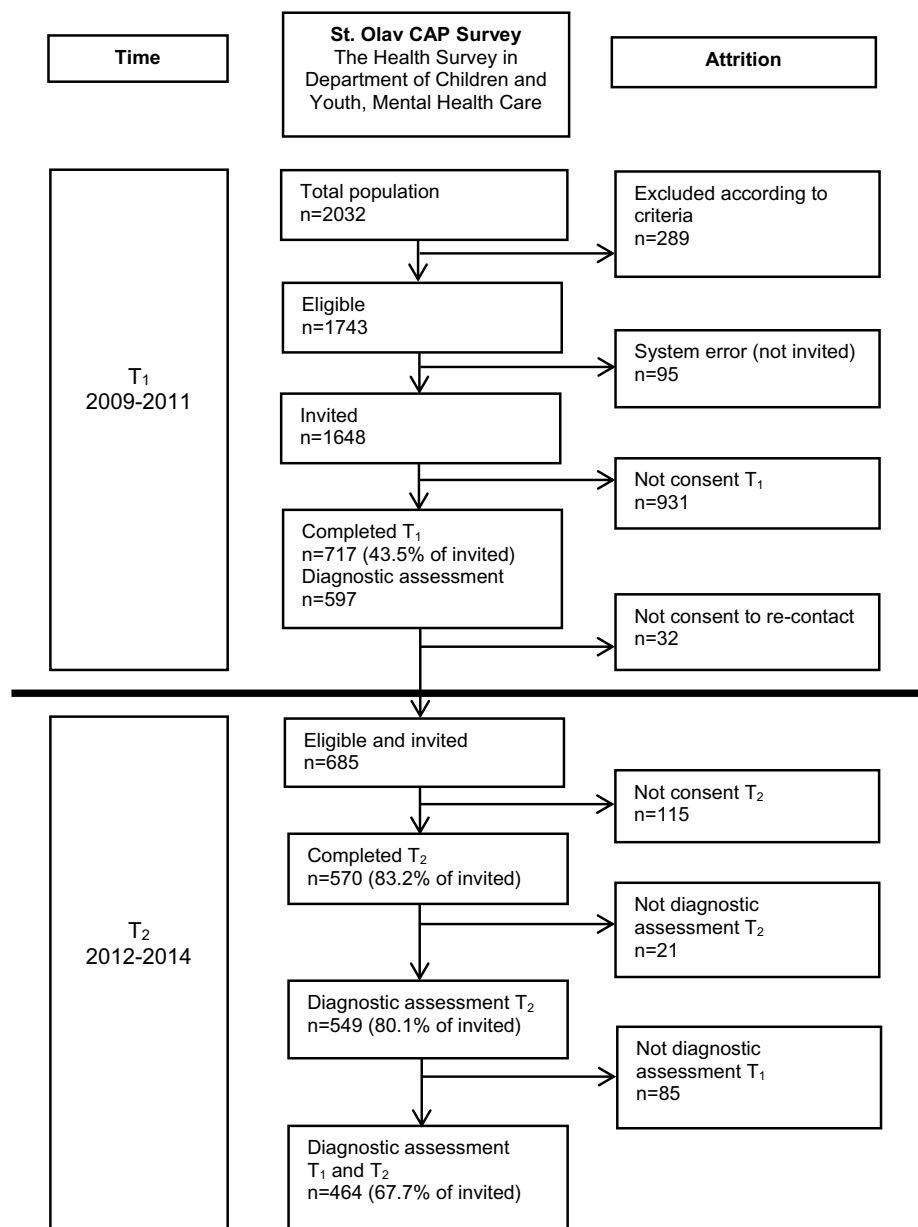 Time
St. Olav CAP Survey
The Health Survey in
Department of Children and
Youth, Mental Health Care
Attrition
T₁
2009-2011
Total population
n=2032
Excluded according to
criteria
n=289
Eligible
n=1743
System error (not invited)
n=95
Invited
n=1648
Not consent T₁
n=931
Completed T₁
n=717 (43.5% of invited)
Diagnostic assessment
n=597
Not consent to re-contact
n=32
T₂
2012-2014
Eligible and invited
n=685
Not consent T₂
n=115
Completed T₂
n=570 (83.2% of invited)
Not diagnostic
assessment T₂
n=21
Diagnostic assessment T₂
n=549 (80.1% of invited)
Not diagnostic
assessment T₁
n=85
Diagnostic assessment
T₁ and T₂
n=464 (67.7% of invited)